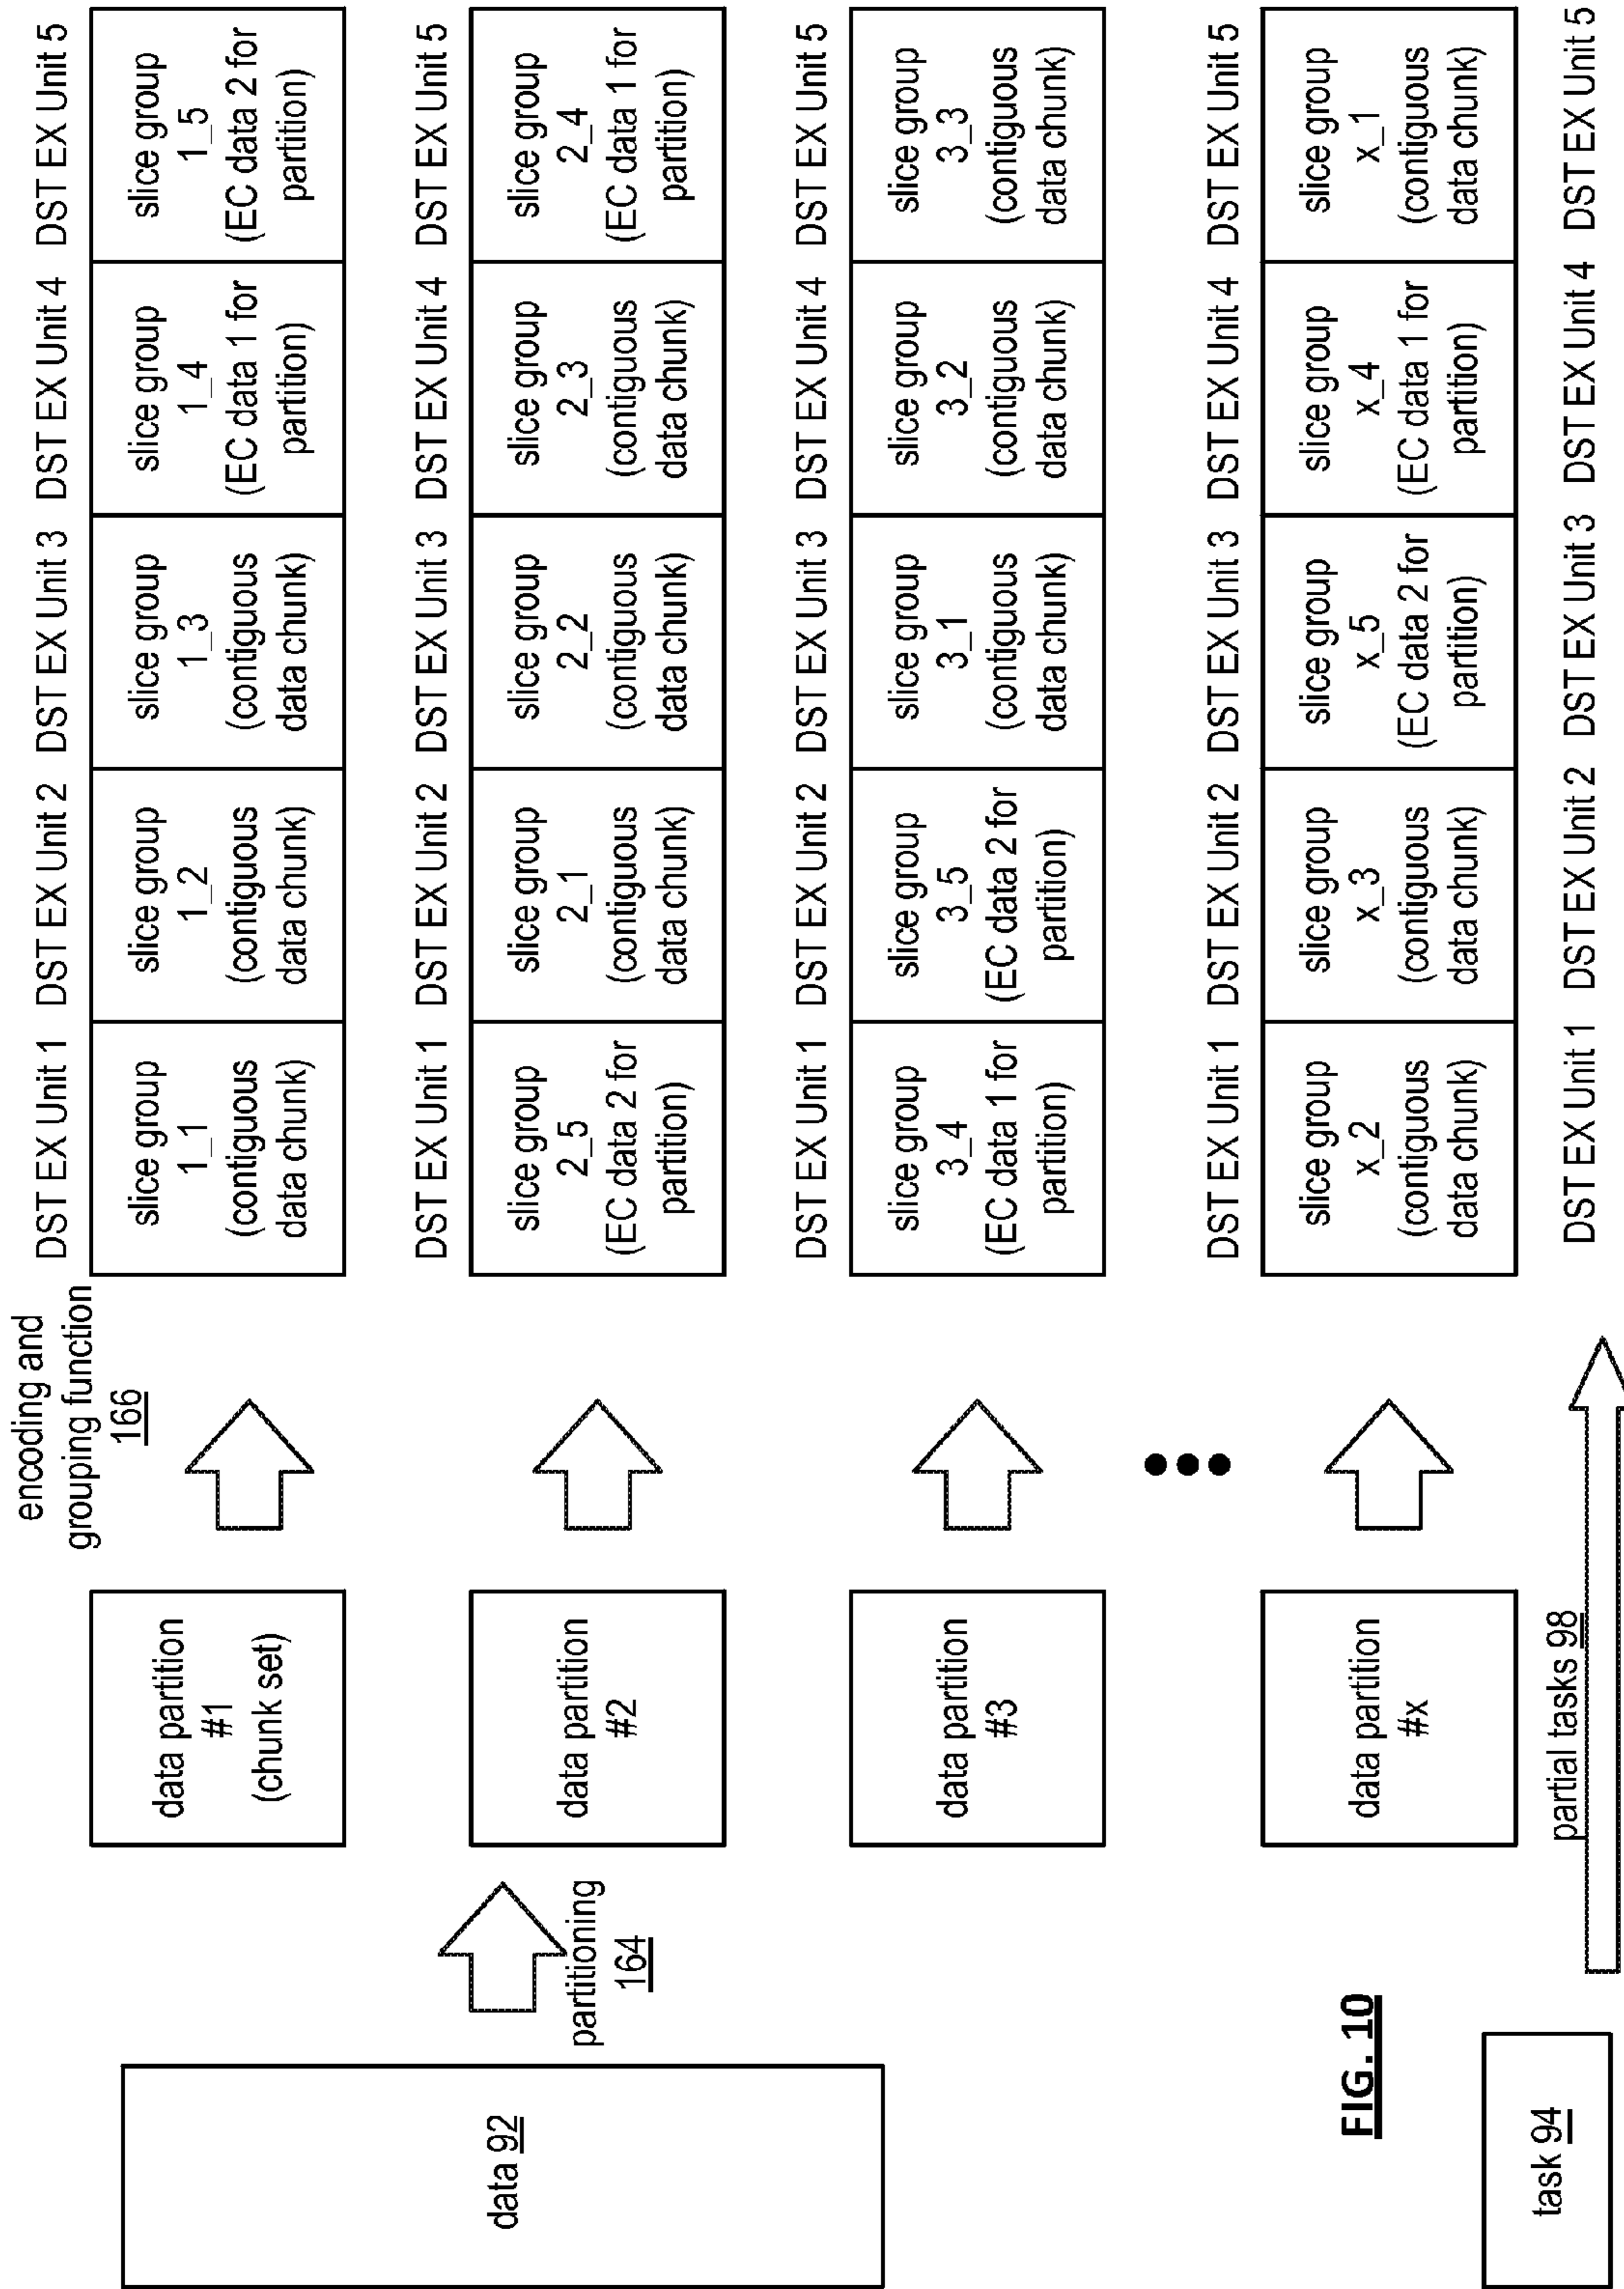 data 92
partitioning
164
data partition
#1
(chunk set)
data partition
#2
data partition
#3
data partition
#x
encoding and
grouping function
166
DST EX Unit 1
DST EX Unit 2
DST EX Unit 3
DST EX Unit 4
DST EX Unit 5
slice group
1_1
(contiguous
data chunk)
slice group
1_2
(contiguous
data chunk)
slice group
1_3
(contiguous
data chunk)
slice group
1_4
(EC data 1 for
partition)
slice group
1_5
(EC data 2 for
partition)
DST EX Unit 1
DST EX Unit 2
DST EX Unit 3
DST EX Unit 4
DST EX Unit 5
slice group
2_5
(EC data 2 for
partition)
slice group
2_1
(contiguous
data chunk)
slice group
2_2
(contiguous
data chunk)
slice group
2_3
(contiguous
data chunk)
slice group
2_4
(EC data 1 for
partition)
DST EX Unit 1
DST EX Unit 2
DST EX Unit 3
DST EX Unit 4
DST EX Unit 5
slice group
3_4
(EC data 1 for
partition)
slice group
3_5
(EC data 2 for
partition)
slice group
3_1
(contiguous
data chunk)
slice group
3_2
(contiguous
data chunk)
slice group
3_3
(contiguous
data chunk)
DST EX Unit 1
DST EX Unit 2
DST EX Unit 3
DST EX Unit 4
DST EX Unit 5
slice group
x_2
(contiguous
data chunk)
slice group
x_3
(contiguous
data chunk)
slice group
x_5
(EC data 2 for
partition)
slice group
x_4
(EC data 1 for
partition)
slice group
x_1
(contiguous
data chunk)
FIG. 10
task 94
partial tasks 98
DST EX Unit 1
DST EX Unit 2
DST EX Unit 3
DST EX Unit 4
DST EX Unit 5